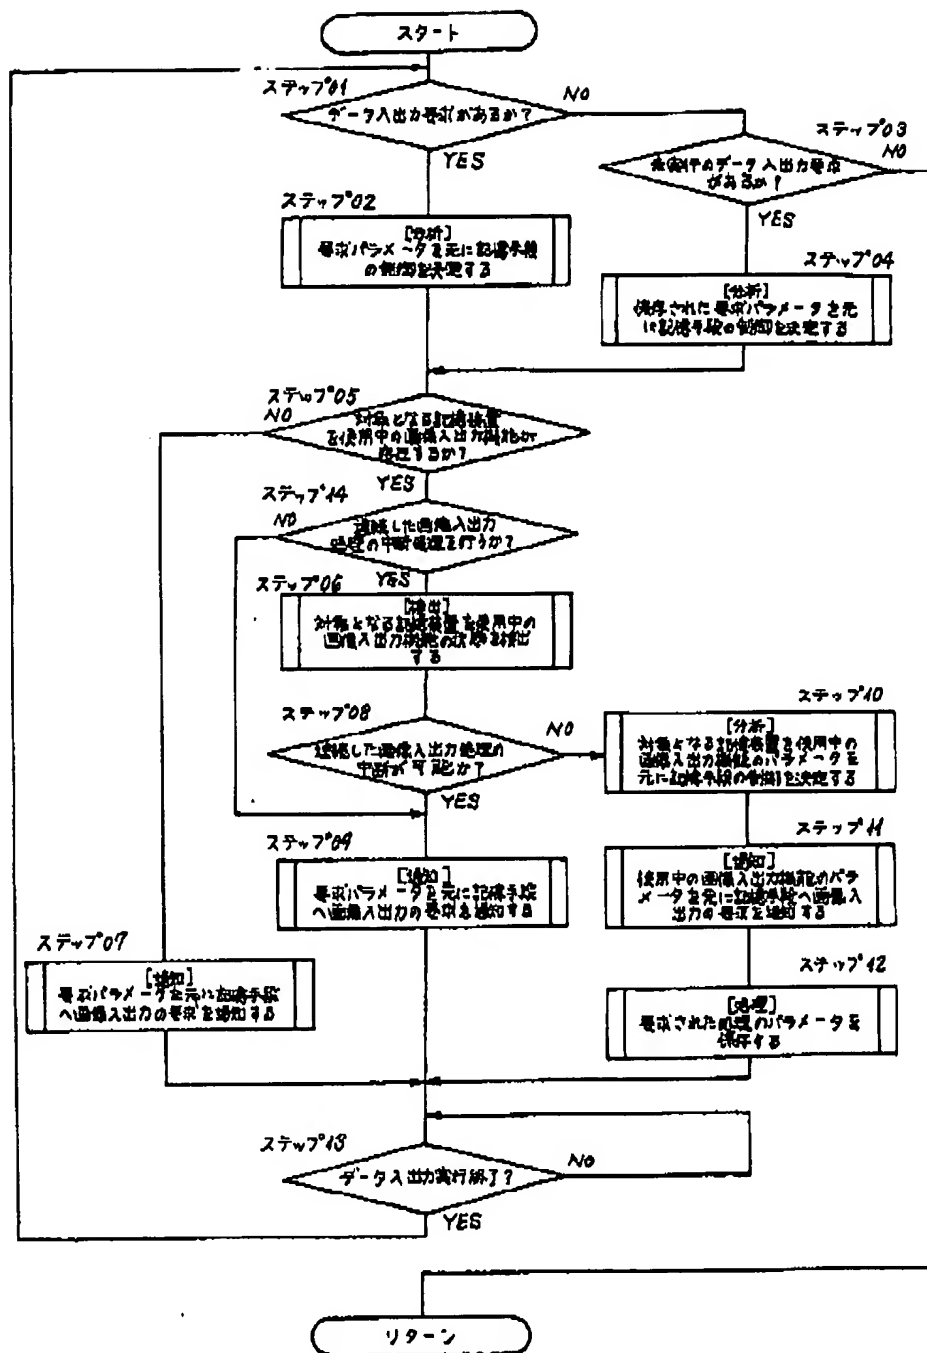 スタート
ステップ01
データ入出力要求があるか?
NO
YES
ステップ03
未実行のデータ入出力要求
があるか?
NO
YES
ステップ02
[分析]
要求パラメータを元に記憶手段
の制御を決定する
ステップ04
[分析]
保存された要求パラメータを元
に記憶手段の制御を決定する
ステップ05
NO
対象となる記憶装置
を使用中の画像入出力機能が
存在するか?
YES
ステップ14
NO
連続した画像入出力
処理の中断処理を行うか?
YES
ステップ06
[検出]
対象となる記憶装置を使用中の
画像入出力機能の状態を検出
する
ステップ08
連続した画像入出力処理の
中断が可能か?
NO
YES
ステップ10
[分析]
対象となる記憶装置を使用中の
画像入出力機能のパラメータを
元に記憶手段の制御を決定する
ステップ09
[通知]
要求パラメータを元に記憶手段
へ画像入出力の要求を通知する
ステップ11
[通知]
使用中の画像入出力機能のパラ
メータを元に記憶手段へ画像入
出力の要求を通知する
ステップ07
[通知]
要求パラメータを元に記憶手段
へ画像入出力の要求を通知する
ステップ12
[処理]
要求された処理のパラメータを
保存する
ステップ13
データ入出力実行終了?
NO
YES
リターン